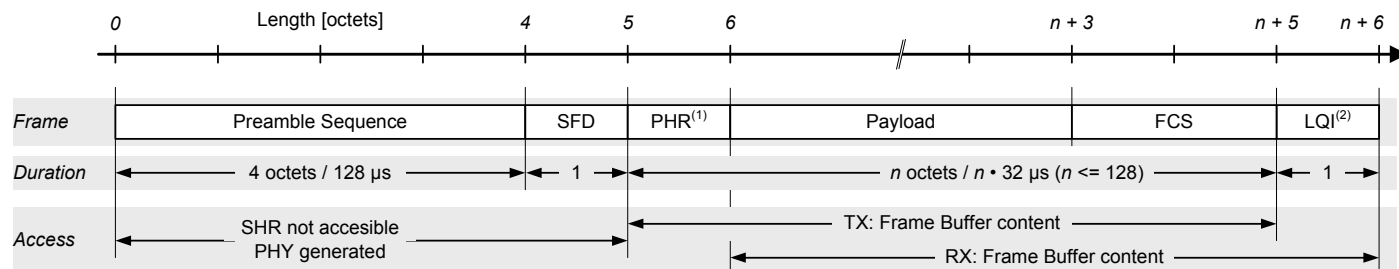 0 Length [octets] 4 5 6 n + 3 n + 5 n + 6
Frame Preamble Sequence SFD PHR(1) Payload FCS LQI(2)
Duration 4 octets / 128 µs 1 n octets / n • 32 µs (n <= 128) 1
Access SHR not accesible TX: Frame Buffer content
PHY generated RX: Frame Buffer content